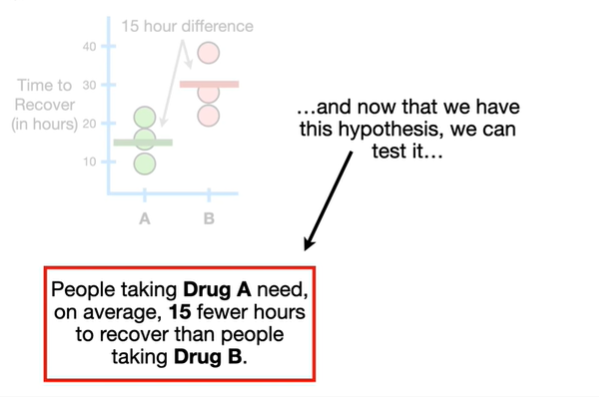 15 hour difference
40
Time to
Recover
(in hours)
30
20
10
A
B
...and now that we have
this hypothesis, we can
test it...
People taking Drug A need,
on average, 15 fewer hours
to recover than people
taking Drug B.